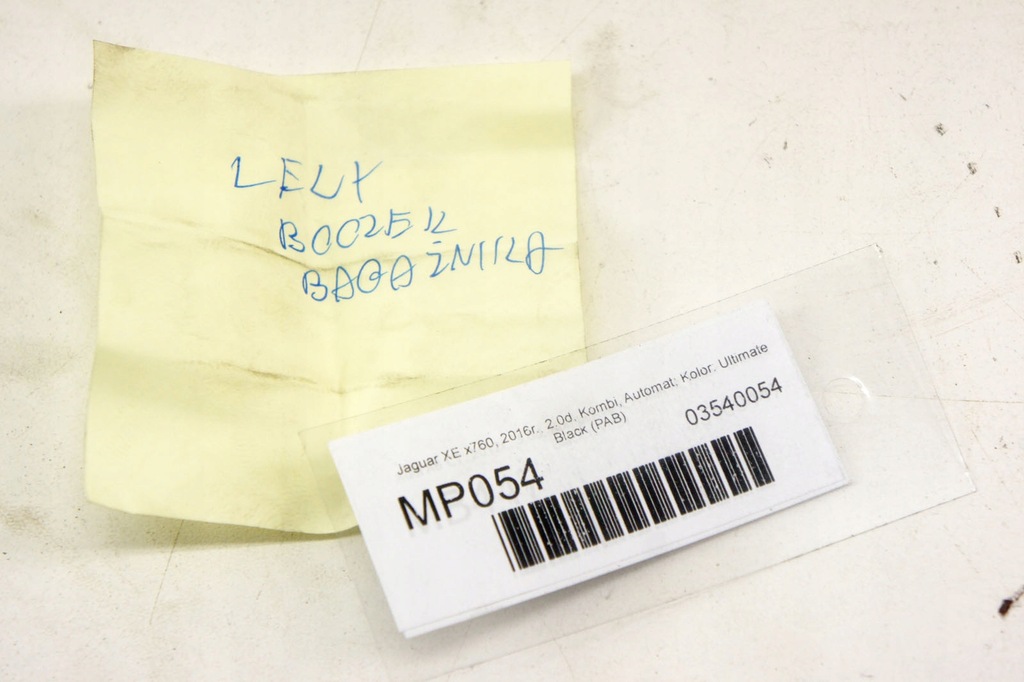 LEWY
BOCZEK
BAGAŻNIKA
Jaguar XE x760, 2016r., 2.0d, Kombi, Automat; Kolor: Ultimate
Black (PAB)
03540054
MP054